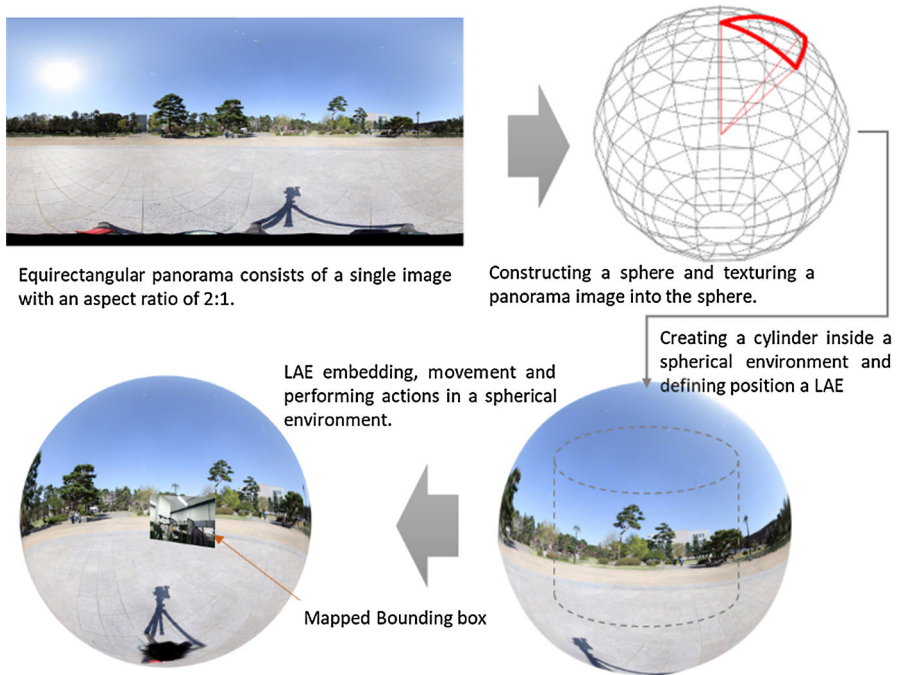 Equirectangular panorama consists of a single image
with an aspect ratio of 2:1.
Constructing a sphere and texturing a
panorama image into the sphere.
Creating a cylinder inside a
spherical environment and
defining position a LAE
LAE embedding, movement and
performing actions in a spherical
environment.
Mapped Bounding box